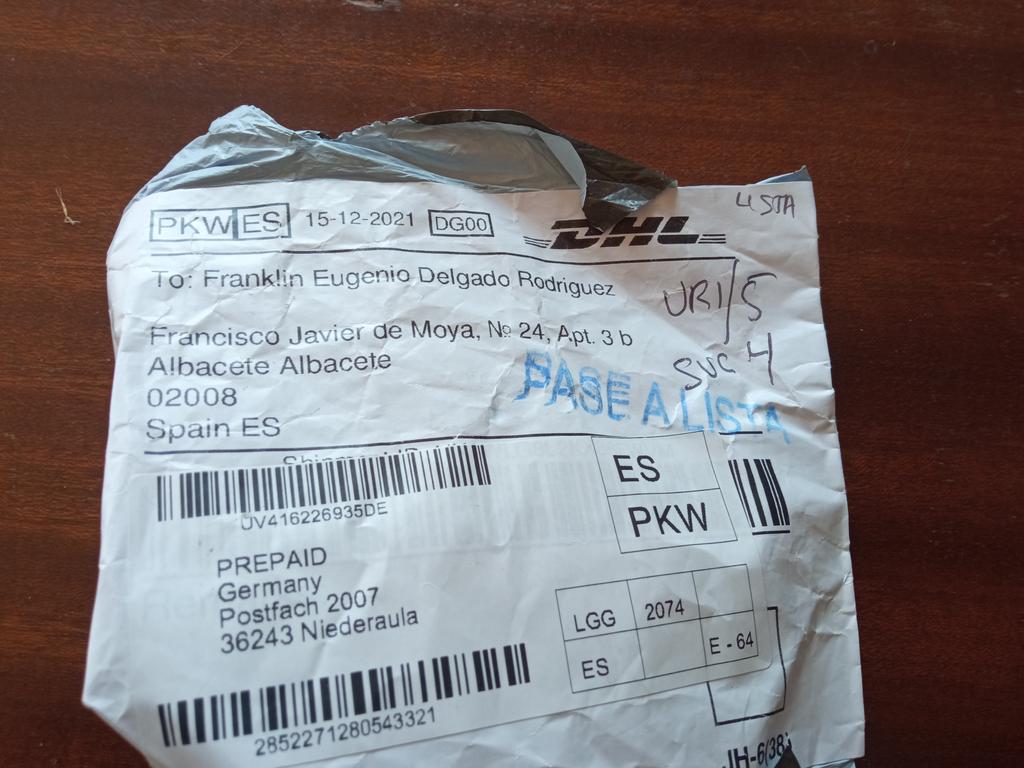 LISTA
PKW ES 15-12-2021 DG00 DHL
To: Franklin Eugenio Delgado Rodriguez
URI/5
Francisco Javier de Moya, № 24, Apt. 3 b
SUC 4
Albacete Albacete
PASE A LISTA
02008
Spain ES
ES
PKW
UV416226935DE
PREPAID
Germany
Postfach 2007
36243 Niederaula
LGG 2074
ES E - 64
2852271280543321